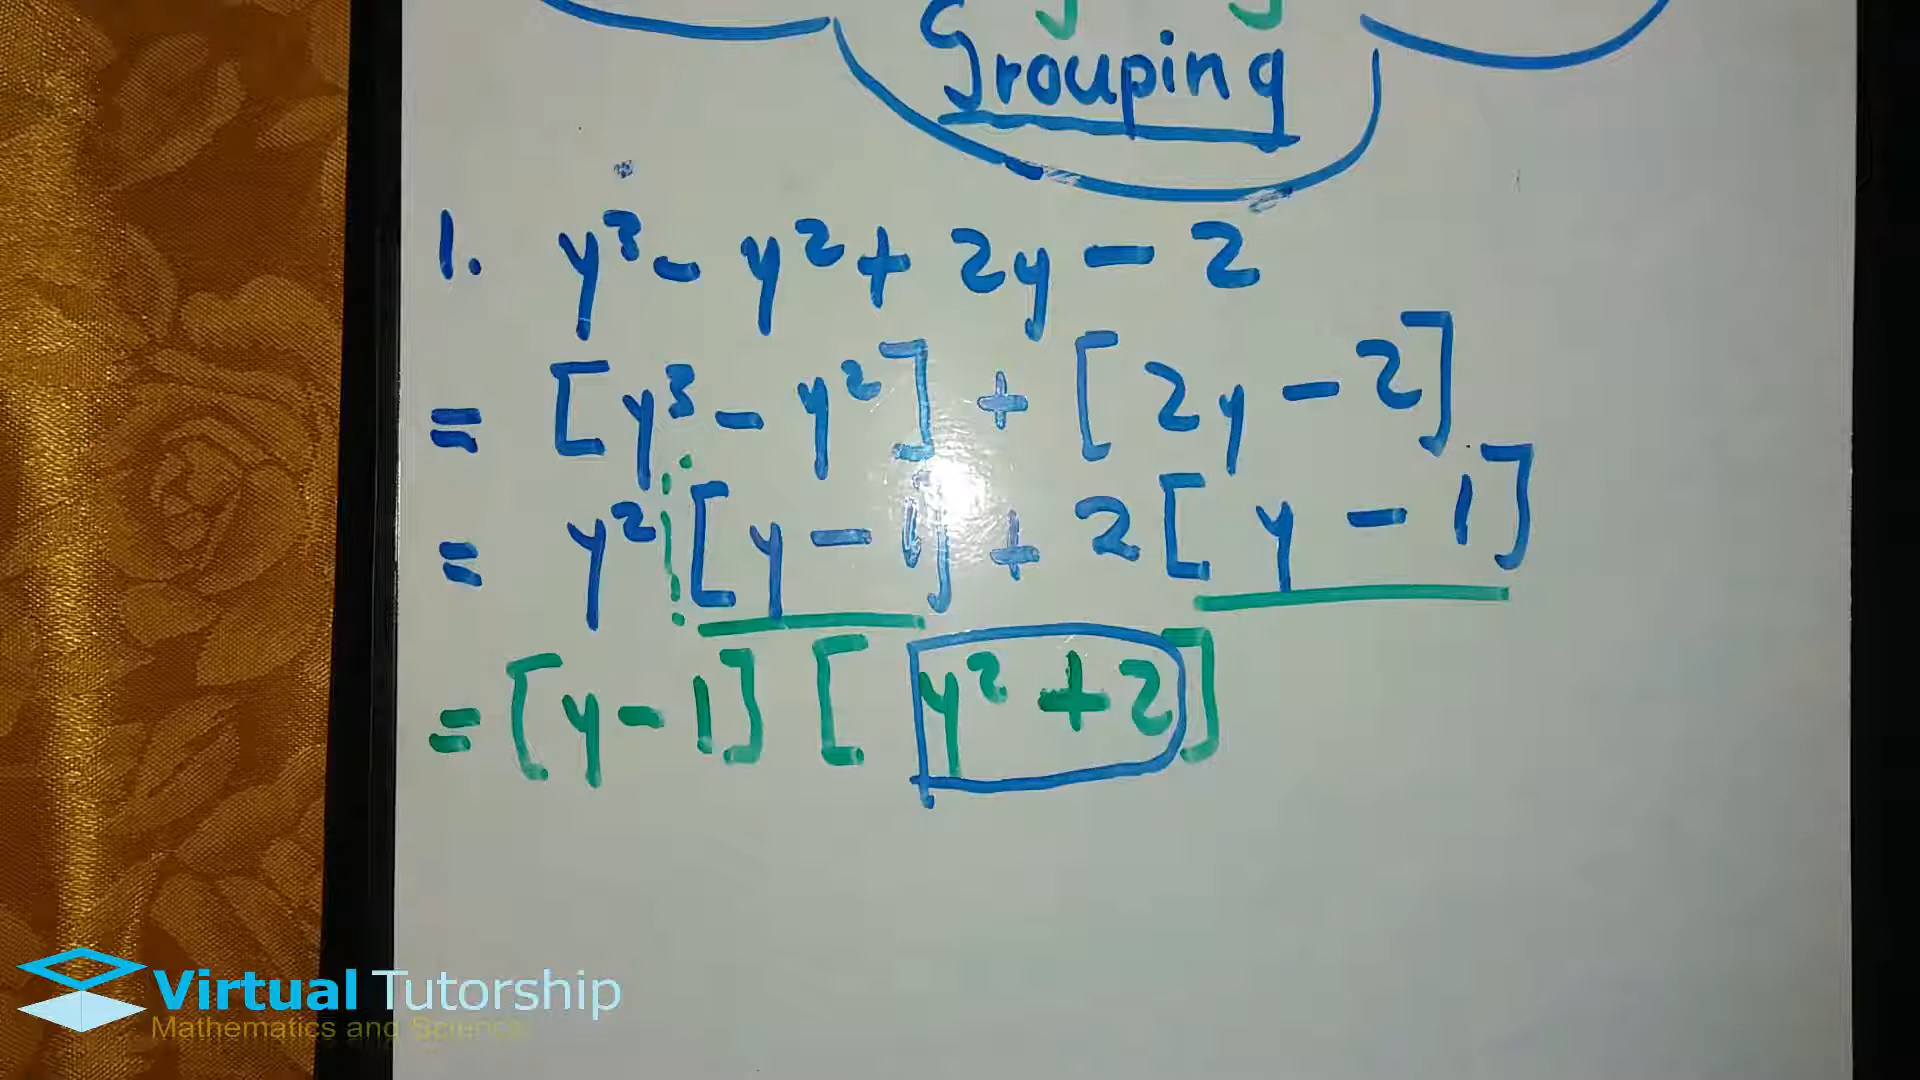 Grouping
1. y³ - y² + 2y - 2
= [y³ - y²] + [2y - 2]
= y² [y - 1] + 2 [y - 1]
= [y - 1] [y² + 2]
Virtual Tutorship
Mathematics and Science